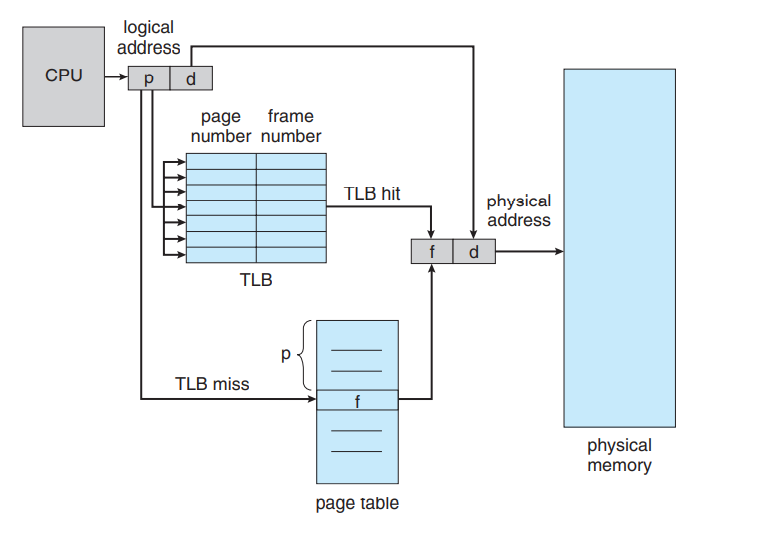 logical
address
CPU
p
d
page
number
frame
number
TLB hit
TLB
physical
address
f
d
p
TLB miss
f
page table
physical
memory